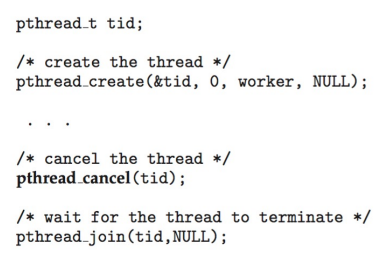 pthread_t tid;
/* create the thread */
pthread_create(&tid, 0, worker, NULL);
. . .
/* cancel the thread */
pthread_cancel(tid);
/* wait for the thread to terminate */
pthread_join(tid,NULL);